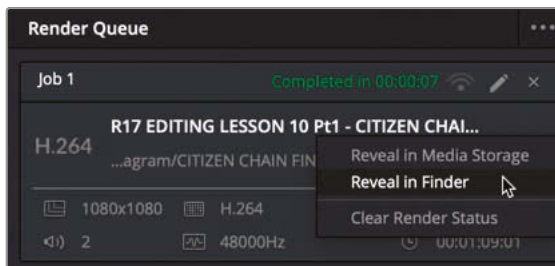 Render Queue
Job 1 Completed in 00:00:07
R17 EDITING LESSON 10 Pt1 - CITIZEN CHAI...
H.264
...agram/CITIZEN CHAIN FIN
Reveal in Media Storage
Reveal in Finder
Clear Render Status
1080x1080 H.264
2 48000Hz 00:01:09:01